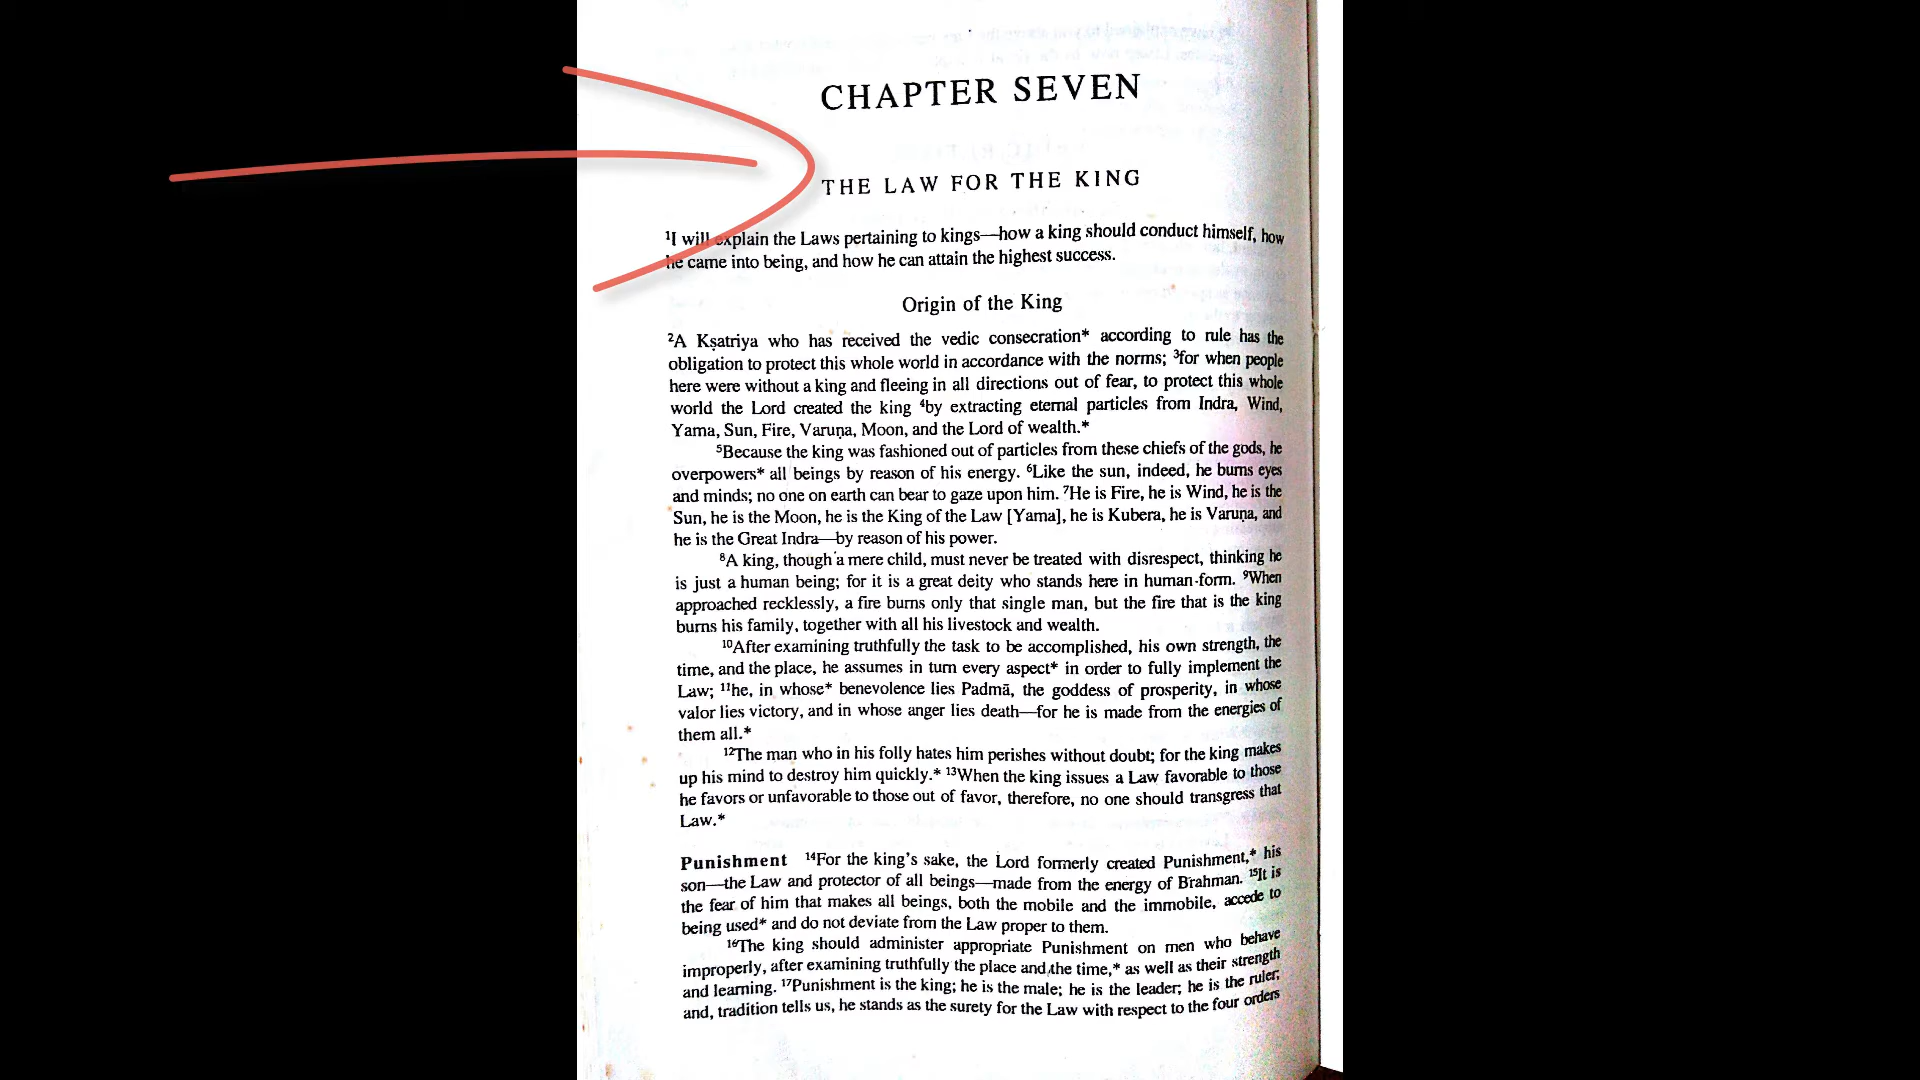 CHAPTER SEVEN
THE LAW FOR THE KING
¹I will explain the Laws pertaining to kings—how a king should conduct himself, how
he came into being, and how he can attain the highest success.
Origin of the King
²A Kṣatriya who has received the vedic consecration* according to rule has the
obligation to protect this whole world in accordance with the norms; ³for when people
here were without a king and fleeing in all directions out of fear, to protect this whole
world the Lord created the king ⁴by extracting eternal particles from Indra, Wind,
Yama, Sun, Fire, Varuṇa, Moon, and the Lord of wealth.*
⁵Because the king was fashioned out of particles from these chiefs of the gods, he
overpowers* all beings by reason of his energy. ⁶Like the sun, indeed, he burns eyes
and minds; no one on earth can bear to gaze upon him. ⁷He is Fire, he is Wind, he is the
Sun, he is the Moon, he is the King of the Law [Yama], he is Kubera, he is Varuṇa, and
he is the Great Indra—by reason of his power.
⁸A king, though a mere child, must never be treated with disrespect, thinking he
is just a human being; for it is a great deity who stands here in human form. ⁹When
approached recklessly, a fire burns only that single man, but the fire that is the king
burns his family, together with all his livestock and wealth.
¹⁰After examining truthfully the task to be accomplished, his own strength, the
time, and the place, he assumes in turn every aspect* in order to fully implement the
Law; ¹¹he, in whose* benevolence lies Padmā, the goddess of prosperity, in whose
valor lies victory, and in whose anger lies death—for he is made from the energies of
them all.*
¹²The man who in his folly hates him perishes without doubt; for the king makes
up his mind to destroy him quickly.* ¹³When the king issues a Law favorable to those
he favors or unfavorable to those out of favor, therefore, no one should transgress that
Law.*
Punishment ¹⁴For the king's sake, the Lord formerly created Punishment,* his
son—the Law and protector of all beings—made from the energy of Brahman. ¹⁵It is
the fear of him that makes all beings, both the mobile and the immobile, accede to
being used* and do not deviate from the Law proper to them.
¹⁶The king should administer appropriate Punishment on men who behave
improperly, after examining truthfully the place and the time,* as well as their strength
and learning. ¹⁷Punishment is the king; he is the male; he is the leader; he is the ruler;
and, tradition tells us, he stands as the surety for the Law with respect to the four orders